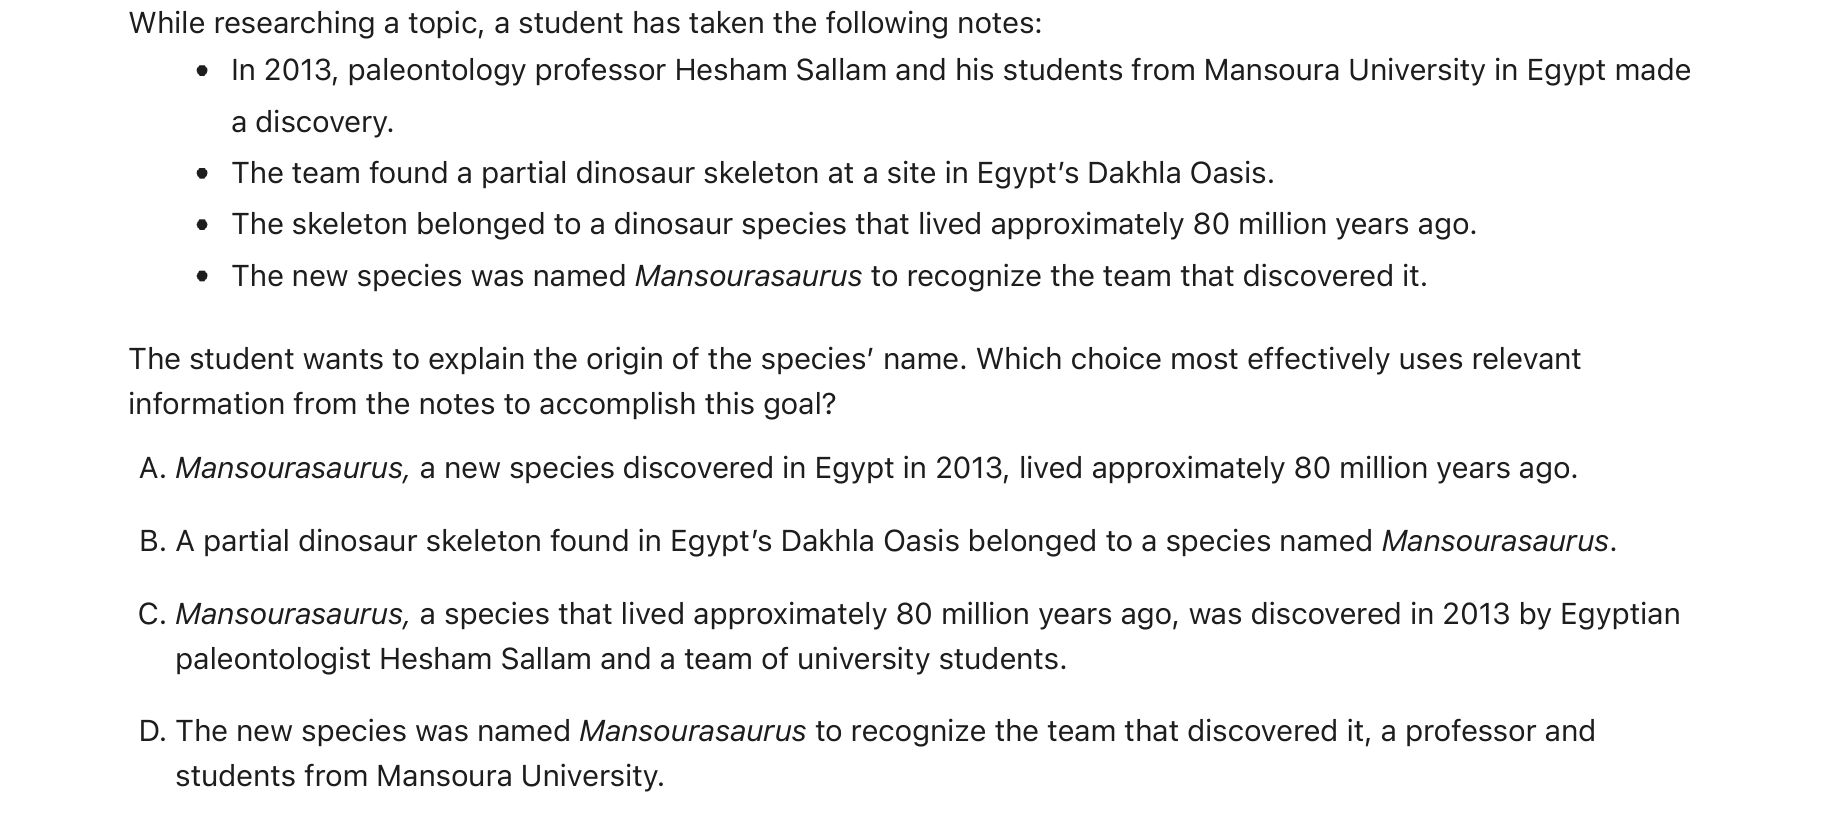 While researching a topic, a student has taken the following notes:
• In 2013, paleontology professor Hesham Sallam and his students from Mansoura University in Egypt made
a discovery.
• The team found a partial dinosaur skeleton at a site in Egypt’s Dakhla Oasis.
• The skeleton belonged to a dinosaur species that lived approximately 80 million years ago.
• The new species was named Mansourasaurus to recognize the team that discovered it.
The student wants to explain the origin of the species’ name. Which choice most effectively uses relevant
information from the notes to accomplish this goal?
A. Mansourasaurus, a new species discovered in Egypt in 2013, lived approximately 80 million years ago.
B. A partial dinosaur skeleton found in Egypt’s Dakhla Oasis belonged to a species named Mansourasaurus.
C. Mansourasaurus, a species that lived approximately 80 million years ago, was discovered in 2013 by Egyptian
paleontologist Hesham Sallam and a team of university students.
D. The new species was named Mansourasaurus to recognize the team that discovered it, a professor and
students from Mansoura University.